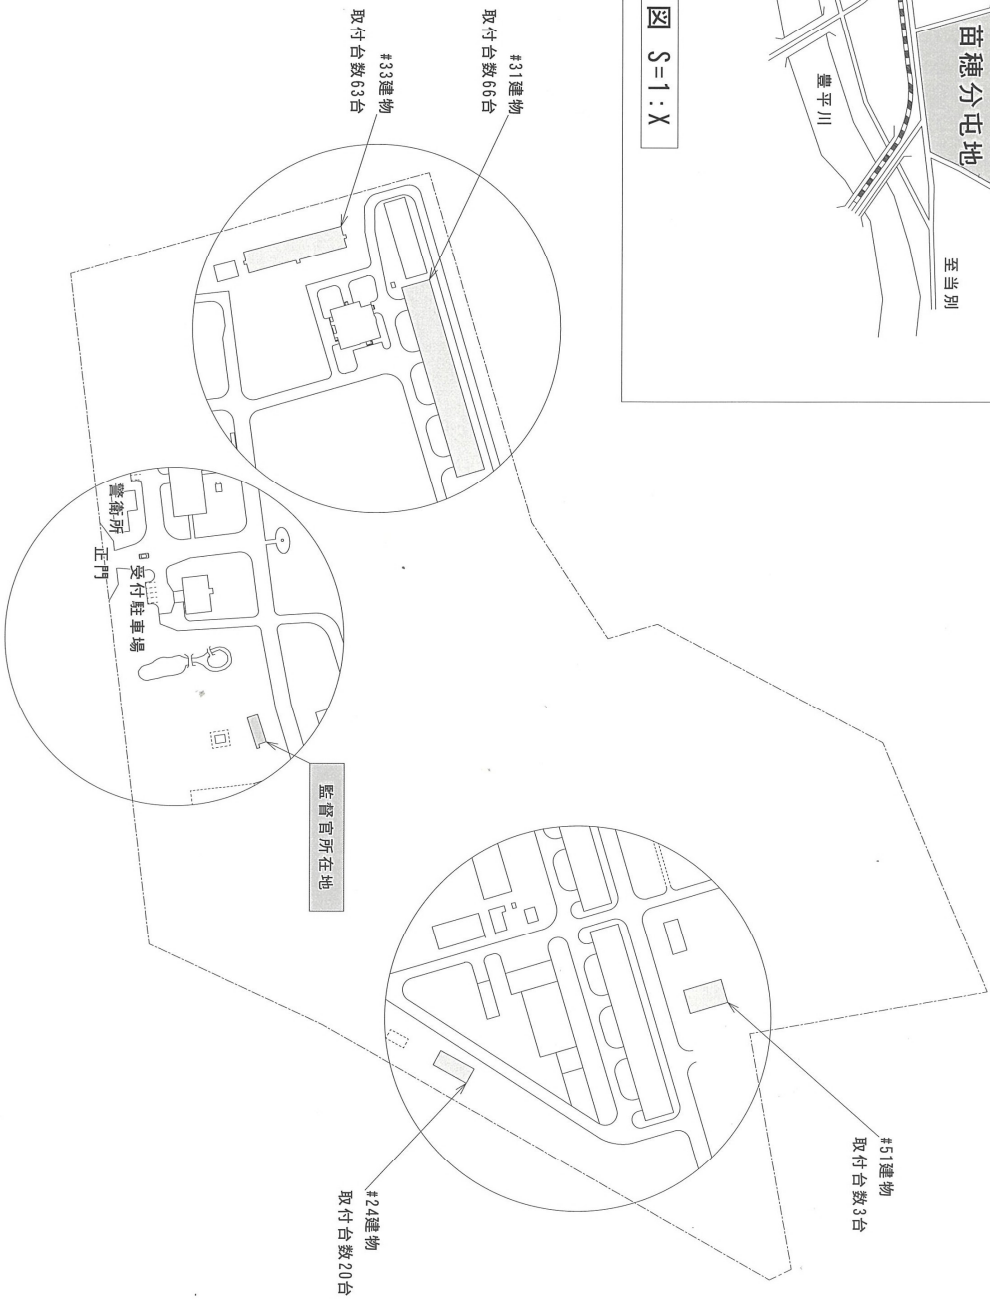 苗穂分屯地
至当別
豊平川
図 S=1:X
#31建物
取付台数66台
#33建物
取付台数63台
警衛所
正門
受付駐車場
監督官所在地
#51建物
取付台数3台
#24建物
取付台数20台